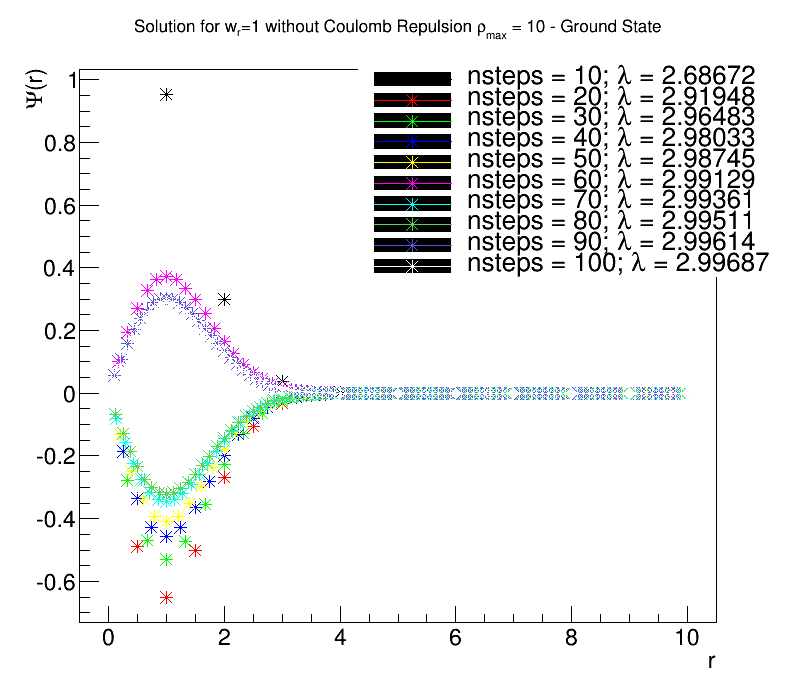 Solution for wr=1 without Coulomb Repulsion ρmax = 10 - Ground State
Ψ(r)
1
0.8
0.6
0.4
0.2
0
-0.2
-0.4
-0.6
nsteps = 10; λ = 2.68672
nsteps = 20; λ = 2.91948
nsteps = 30; λ = 2.96483
nsteps = 40; λ = 2.98033
nsteps = 50; λ = 2.98745
nsteps = 60; λ = 2.99129
nsteps = 70; λ = 2.99361
nsteps = 80; λ = 2.99511
nsteps = 90; λ = 2.99614
nsteps = 100; λ = 2.99687
0 2 4 6 8 10
r